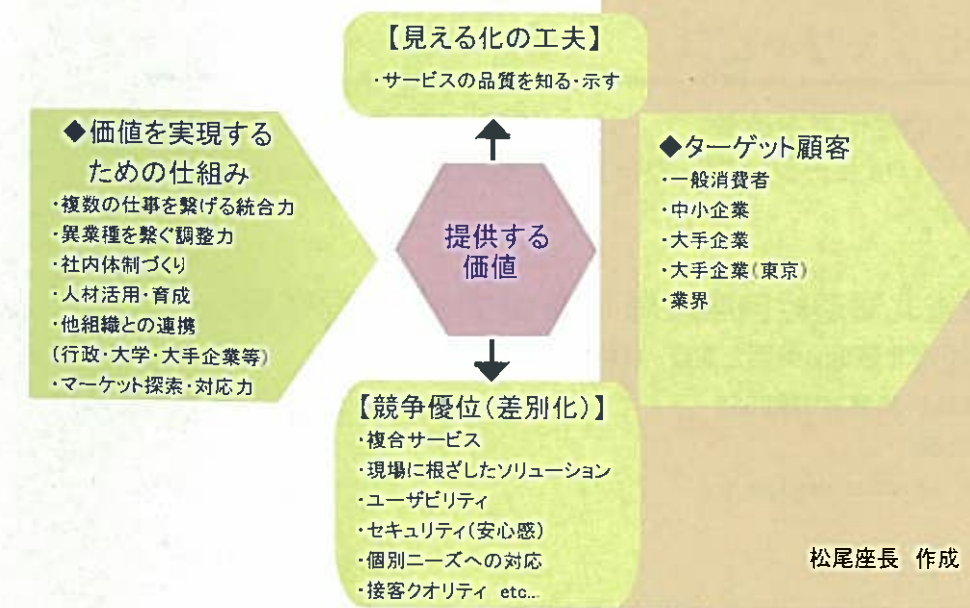 【見える化の工夫】
・サービスの品質を知る・示す
◆価値を実現する
ための仕組み
・複数の仕事を繋げる統合力
・異業種を繋ぐ調整力
・社内体制づくり
・人材活用・育成
・他組織との連携
(行政・大学・大手企業等)
・マーケット探索・対応力
提供する
価値
◆ターゲット顧客
・一般消費者
・中小企業
・大手企業
・大手企業(東京)
・業界
【競争優位(差別化)】
・複合サービス
・現場に根ざしたソリューション
・ユーザビリティ
・セキュリティ(安心感)
・個別ニーズへの対応
・接客クオリティ etc...
松尾座長 作成